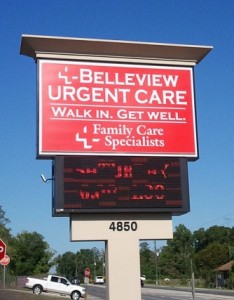 BELLEVIEW
URGENT CARE
WALK IN. GET WELL.
Family Care
Specialists
4850